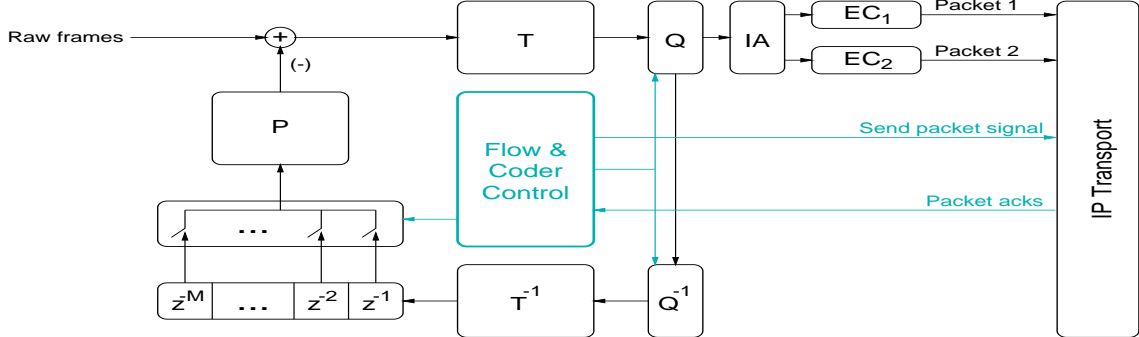 Raw frames
+
(-)
T
Q
IA
EC1
EC2
Packet 1
Packet 2
P
Flow &
Coder
Control
Send packet signal
Packet acks
IP Transport
...
z-M ... z-2 z-1
T-1
Q-1